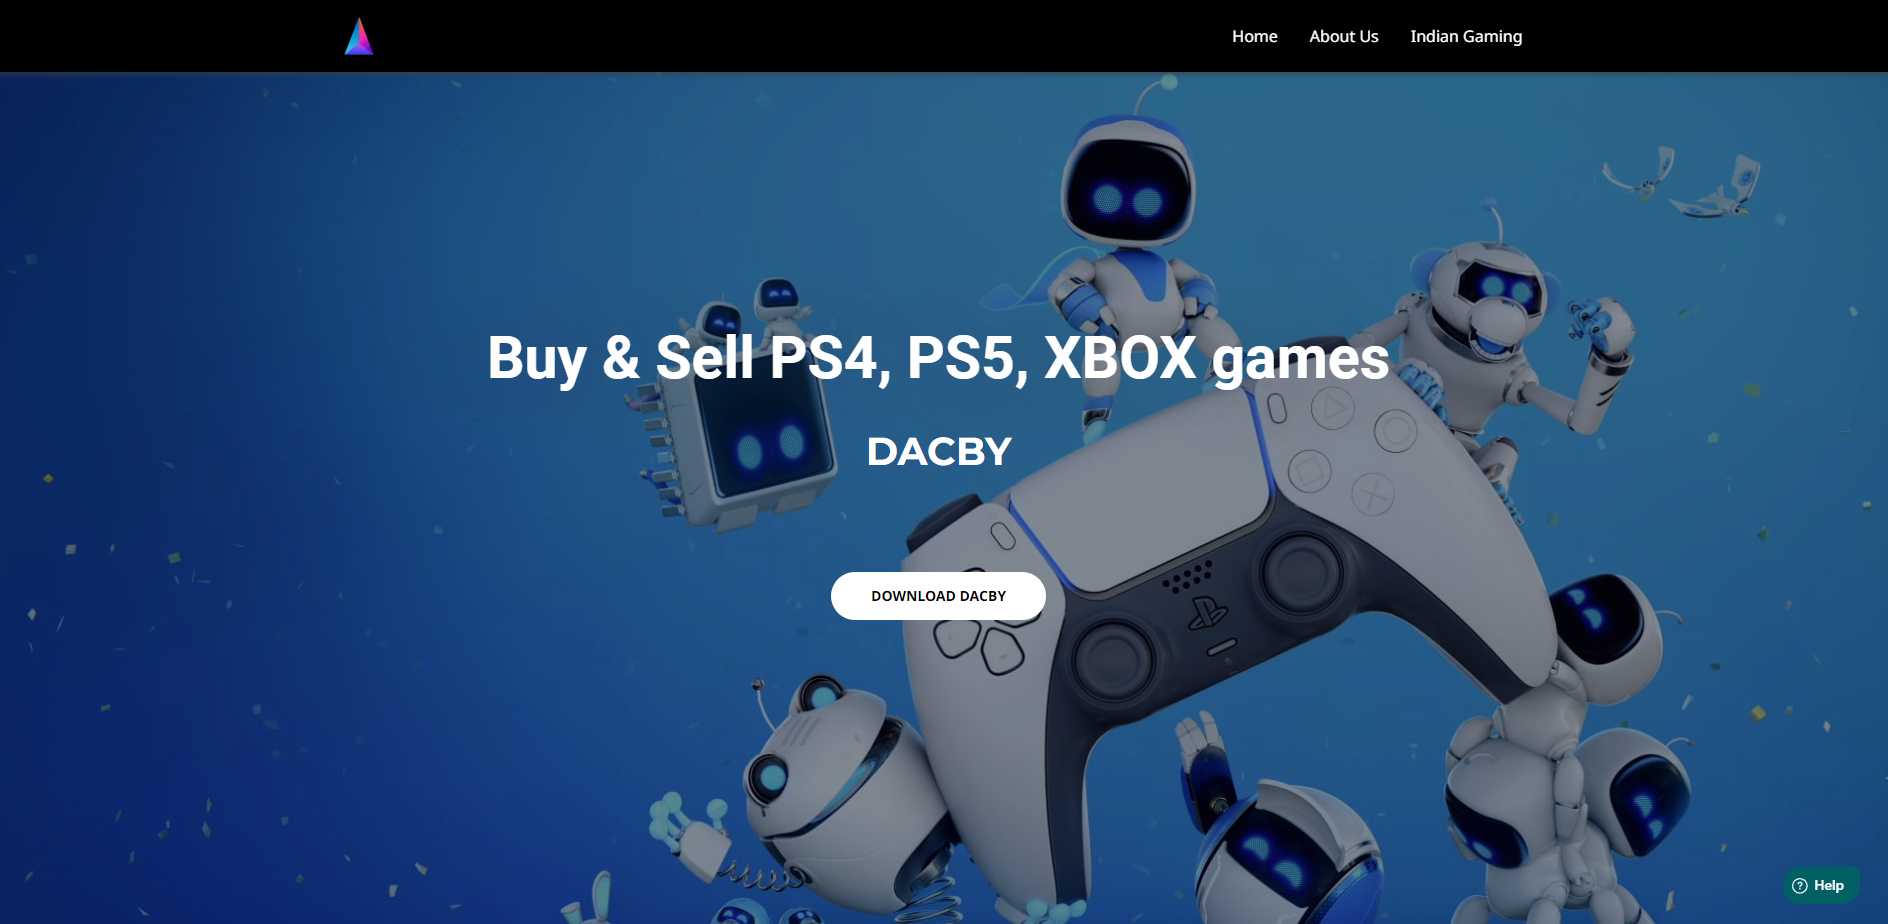 Home About Us Indian Gaming
Buy & Sell PS4, PS5, XBOX games
DACBY
DOWNLOAD DACBY
Help